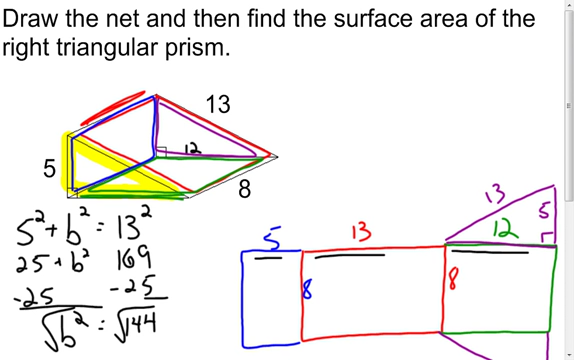 Draw the net and then find the surface area of the
right triangular prism.
13
12
5
8
5² + b² = 13²
25 + b² 169
-25 -25
√b² = √144
5
13
8
8
13
5
12